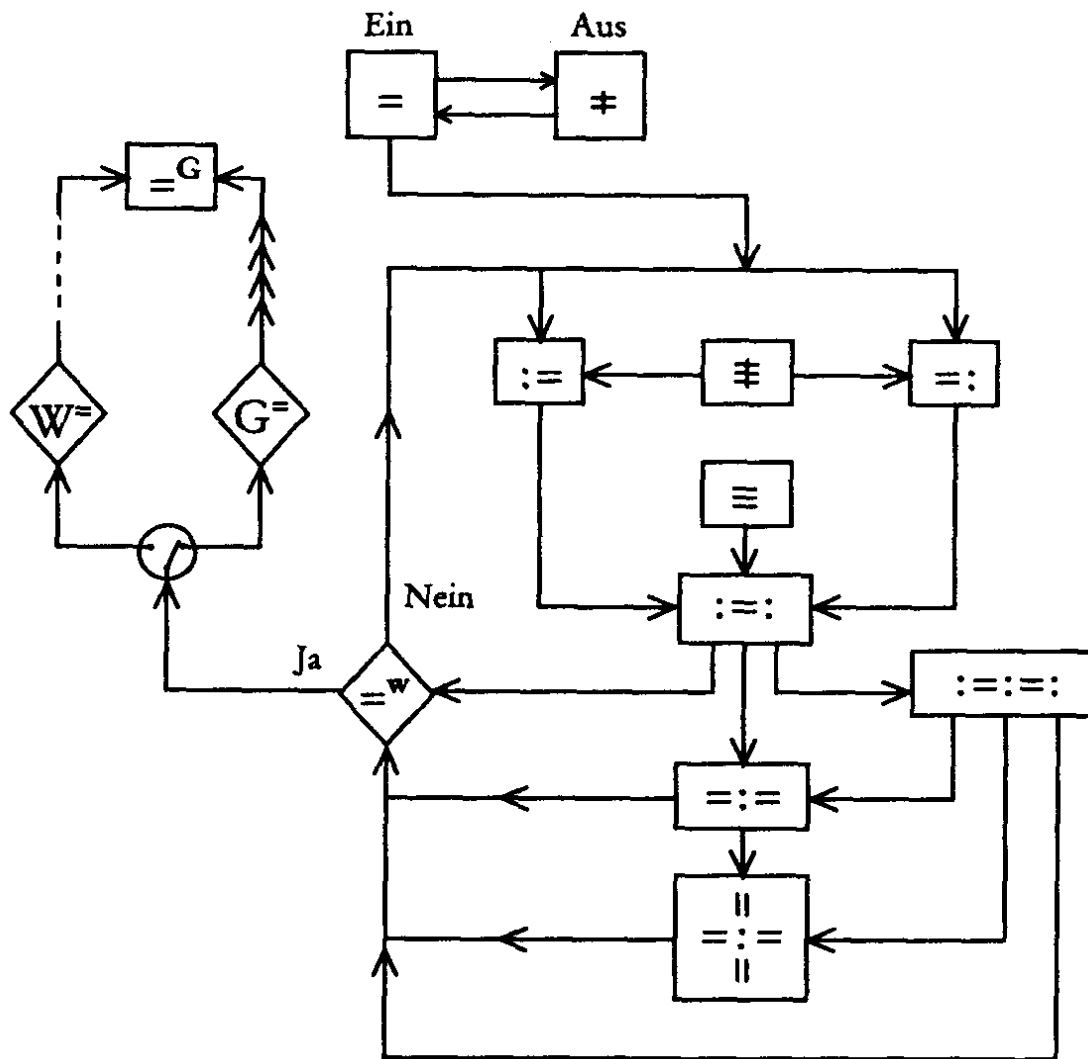 Ein Aus
= ⧧
=ᴳ
:= ≢ =:
W⁼ G⁼
≡
:=:
Nein
Ja
=ʷ :=:=:
=:=
||
=:=
||